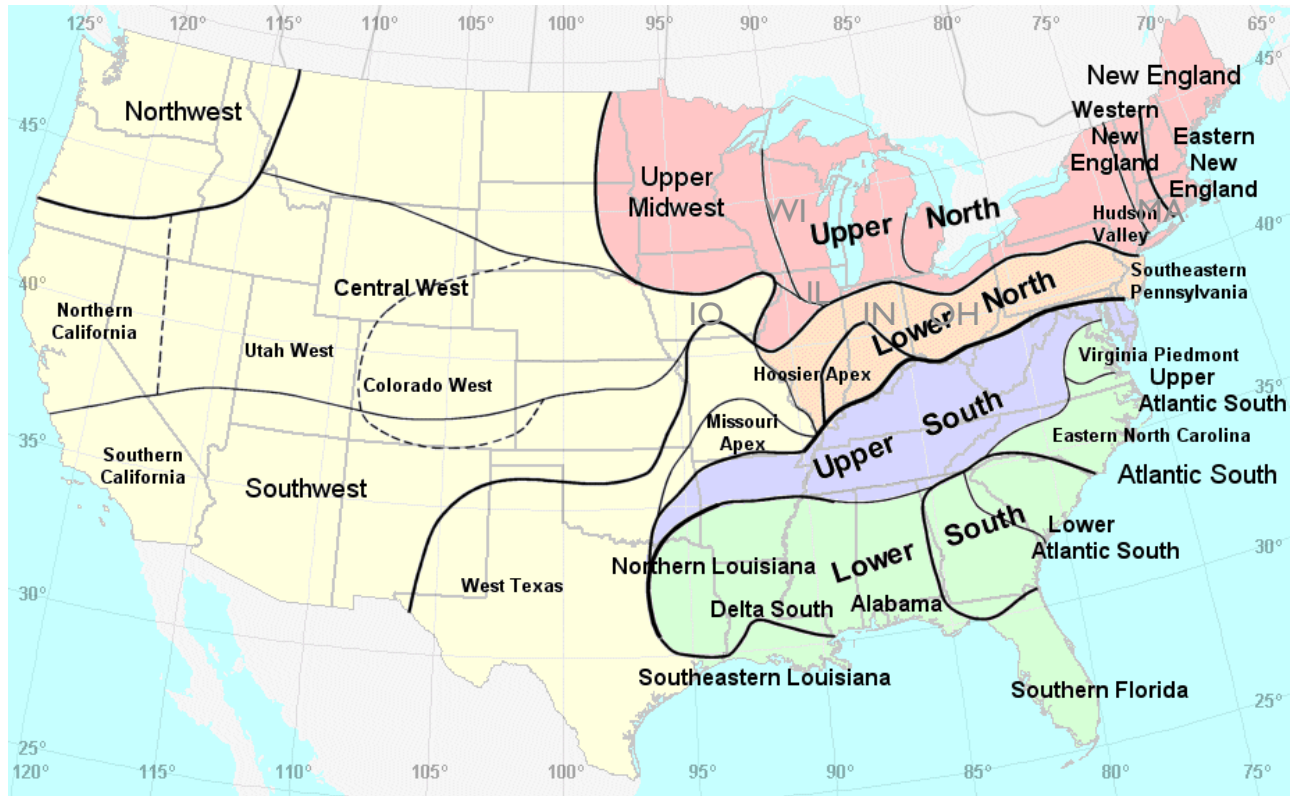 125° 120° 115° 110° 105° 100° 95° 90° 85° 80° 75° 70° 65°
New England
45°
Northwest
Western
New
England
Eastern
New
England
45°
Upper
Midwest
WI
Upper North
Hudson
Valley
MA
40°
Southeastern
Pennsylvania
40°
Central West
Northern
California
IO
IL
IN
OH
Lower North
Utah West
Colorado West
Hoosier Apex
Virginia Piedmont
Upper
Atlantic South
35°
Missouri
Apex
Upper South
Eastern North Carolina
35°
Southern
California
Southwest
Atlantic South
Lower South
Lower
Atlantic South
30°
Northern Louisiana
West Texas
Delta South
Alabama
30°
Southeastern Louisiana
Southern Florida
25°
25°
120° 115° 110° 105° 100° 95° 90° 85° 80° 75°